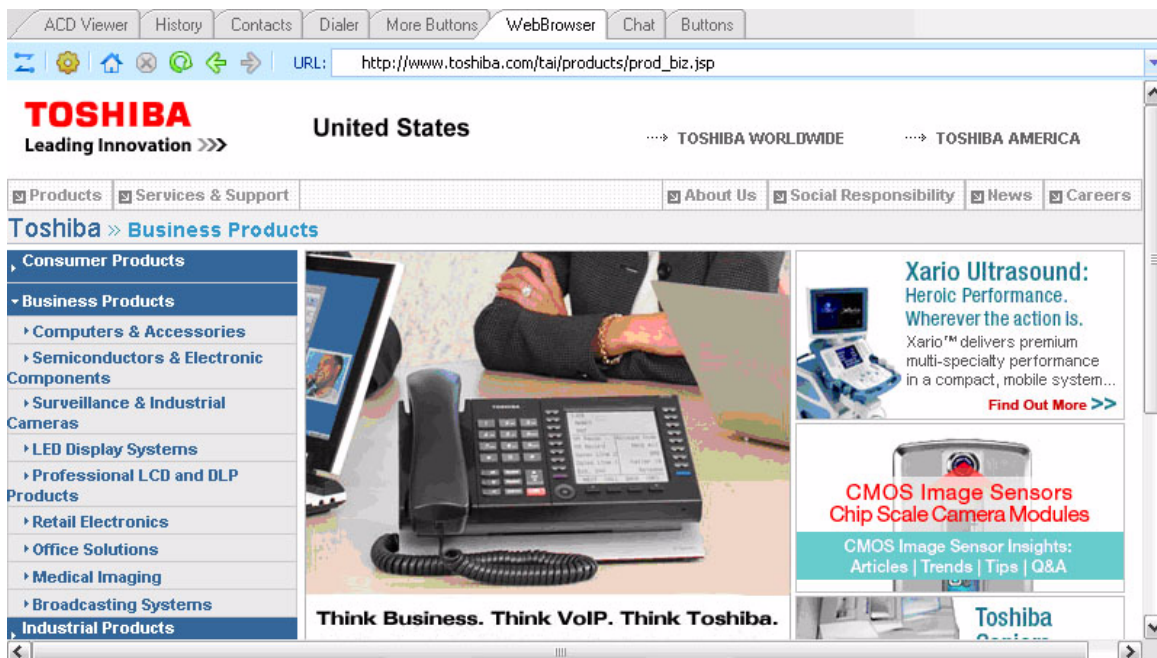 ACD Viewer History Contacts Dialer More Buttons WebBrowser Chat Buttons
URL: http://www.toshiba.com/tai/products/prod_biz.jsp
TOSHIBA
Leading Innovation >>>
United States
TOSHIBA WORLDWIDE
TOSHIBA AMERICA
Products Services & Support About Us Social Responsibility News Careers
Toshiba » Business Products
Consumer Products
Business Products
Computers & Accessories
Semiconductors & Electronic
Components
Surveillance & Industrial
Cameras
LED Display Systems
Professional LCD and DLP
Products
Retail Electronics
Office Solutions
Medical Imaging
Broadcasting Systems
Industrial Products
TOSHIBA
Think Business. Think VoIP. Think Toshiba.
Xario Ultrasound:
Heroic Performance.
Wherever the action is.
Xario™ delivers premium
multi-specialty performance
in a compact, mobile system...
Find Out More >>
CMOS Image Sensors
Chip Scale Camera Modules
CMOS Image Sensor Insights:
Articles | Trends | Tips | Q&A
Toshiba